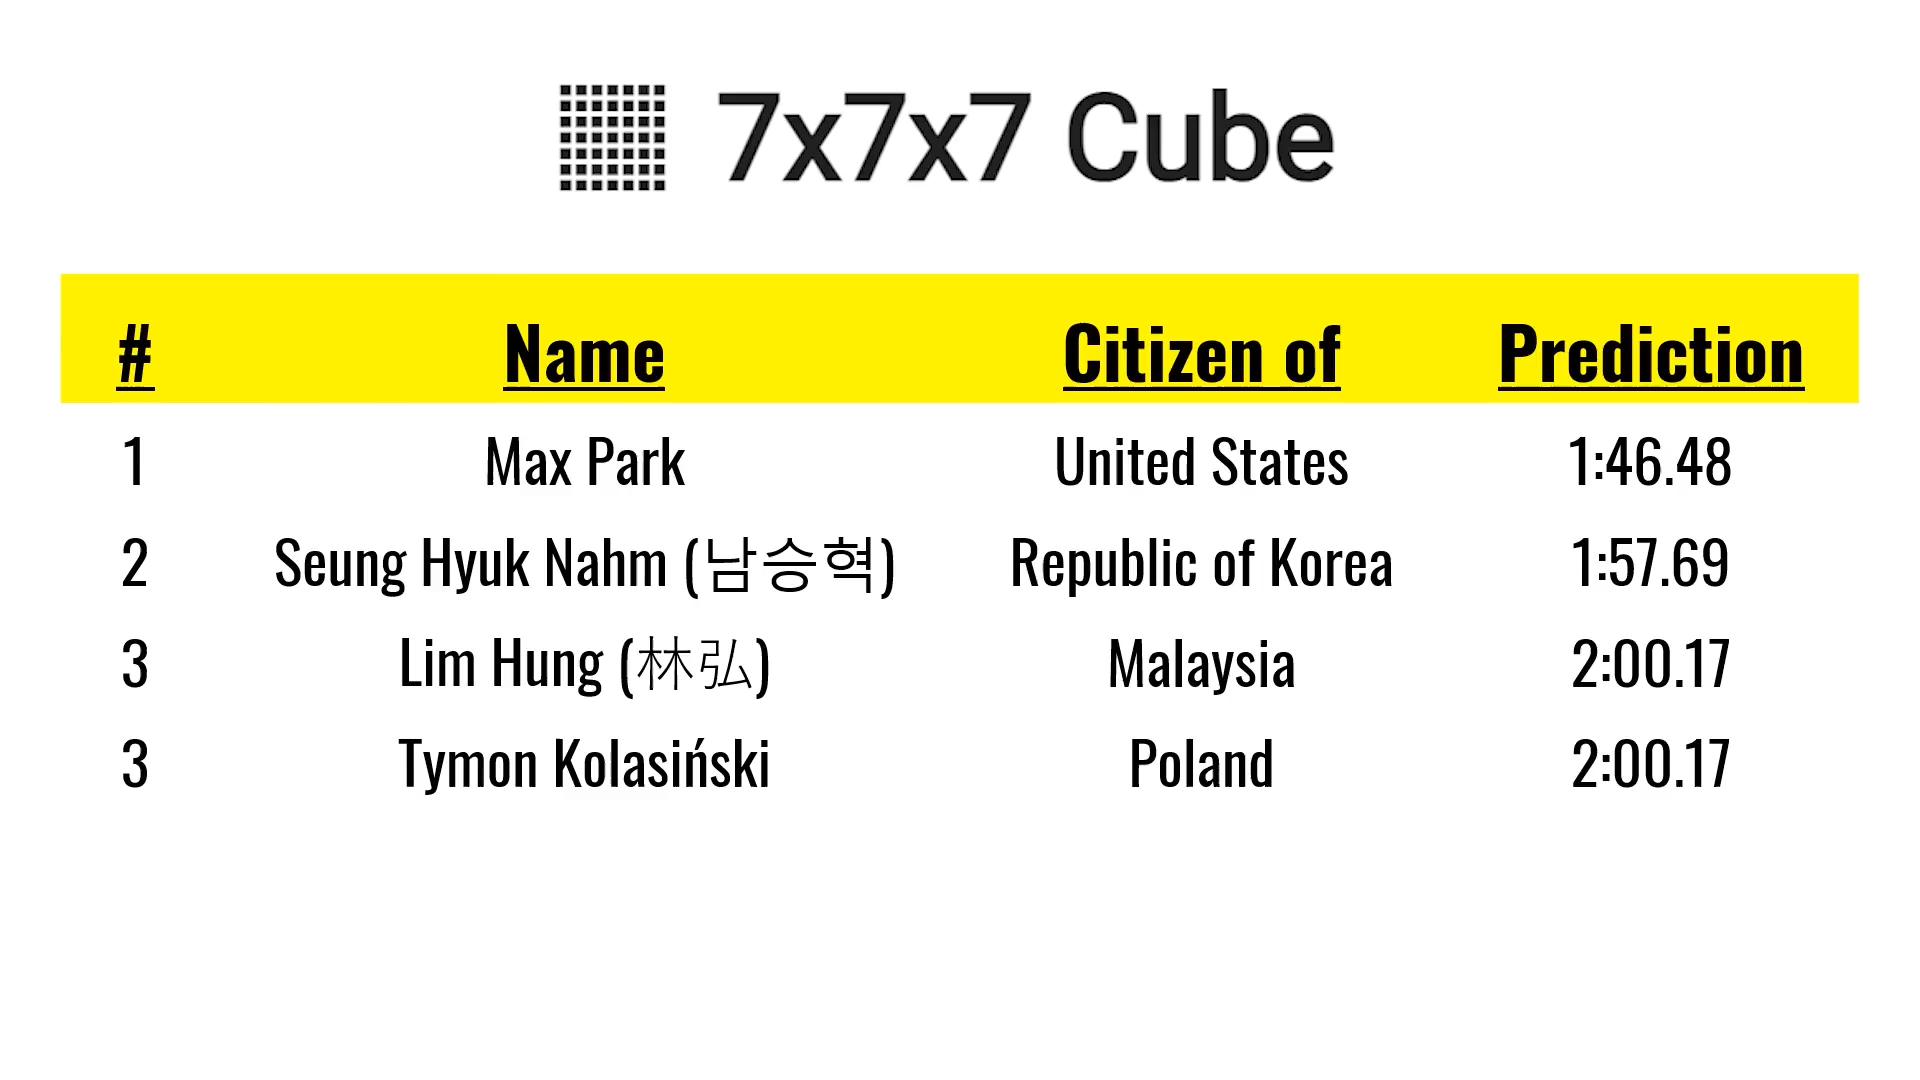 7x7x7 Cube
# Name Citizen of Prediction
1 Max Park United States 1:46.48
2 Seung Hyuk Nahm (남승혁) Republic of Korea 1:57.69
3 Lim Hung (林弘) Malaysia 2:00.17
3 Tymon Kolasiński Poland 2:00.17